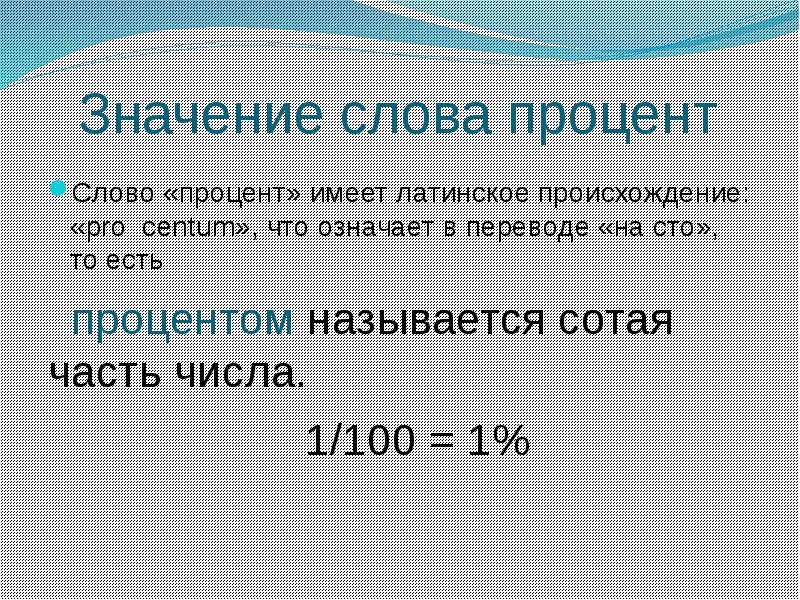 Значение слова процент
Слово «процент» имеет латинское происхождение:
«pro centum», что означает в переводе «на сто»,
то есть
процентом называется сотая
часть числа.
1/100 = 1%